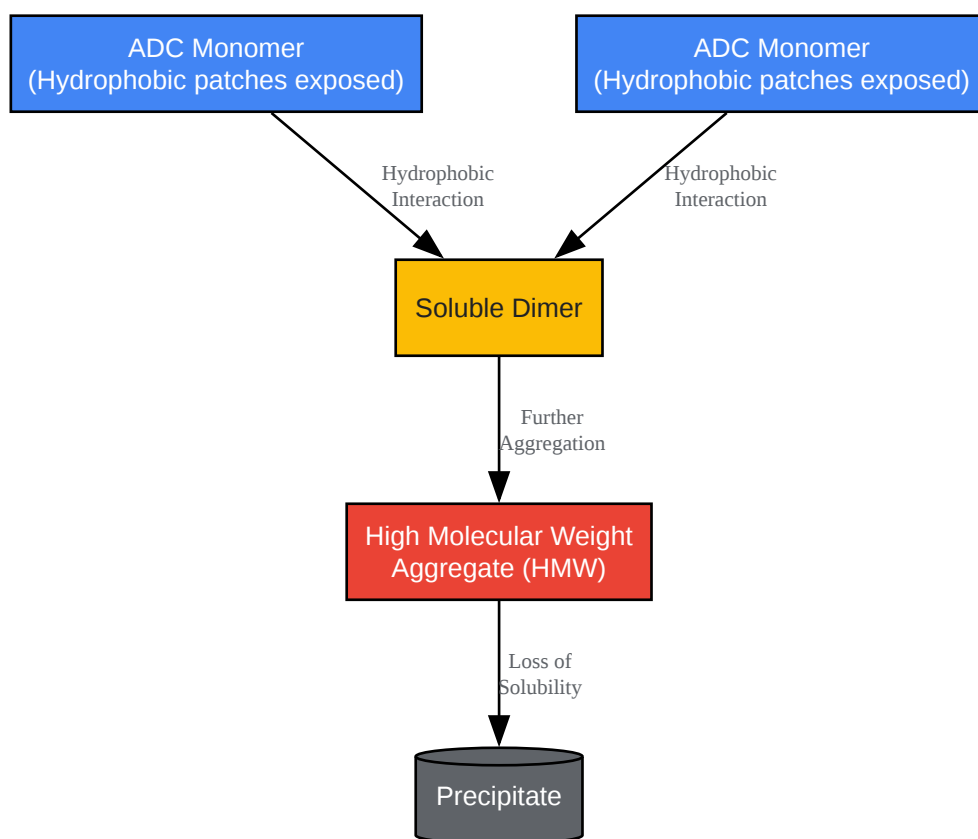 ADC Monomer
(Hydrophobic patches exposed)
ADC Monomer
(Hydrophobic patches exposed)
Hydrophobic
Interaction
Hydrophobic
Interaction
Soluble Dimer
Further
Aggregation
High Molecular Weight
Aggregate (HMW)
Loss of
Solubility
Precipitate